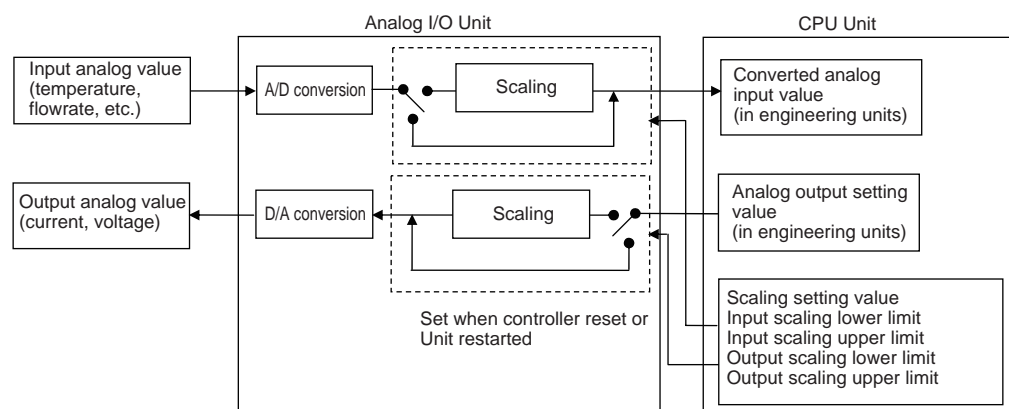 Analog I/O Unit
CPU Unit
Input analog value
(temperature,
flowrate, etc.)
A/D conversion
Scaling
Converted analog
input value
(in engineering units)
Output analog value
(current, voltage)
D/A conversion
Scaling
Analog output setting
value
(in engineering units)
Set when controller reset or
Unit restarted
Scaling setting value
Input scaling lower limit
Input scaling upper limit
Output scaling lower limit
Output scaling upper limit